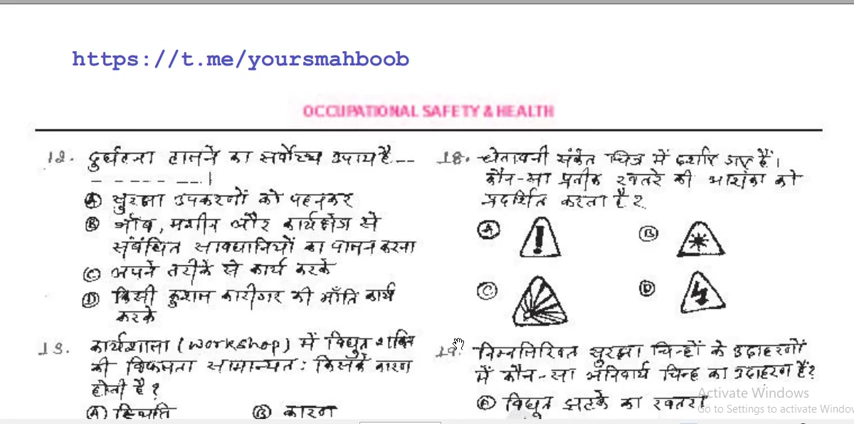 https://t.me/yoursmahboob
OCCUPATIONAL SAFETY & HEALTH
12. दुर्घटना टालने का सर्वोच्च उपाय है --
- - - - - --।
Ⓐ सुरक्षा उपकरणों को पहनकर
Ⓑ जॉब, मशीन और कार्यक्षेत्र से
संबंधित सावधानियों का पालन करना
Ⓒ अपने तरीके से कार्य करके
Ⓓ किसी कुशल कारीगर की भाँति कार्य
करके
13. कार्यशाला (workshop) में विद्युत शक्ति
की विफलता सामान्यत: किसके कारण
होती है?
(A) स्थिति Ⓑ कारण
18. चेतावनी संकेत चित्र में दर्शाए गए हैं।
कौन-सा प्रतीक खतरे की आशंका को
प्रदर्शित करता है?
Ⓐ Ⓑ
Ⓒ Ⓓ
19. निम्नलिखित सुरक्षा चिन्हों के उदाहरणों
में कौन-सा अनिवार्य चिन्ह का उदाहरण है?
Ⓐ विद्युत झटके का खतरा
Activate Windows
Go to Settings to activate Windov